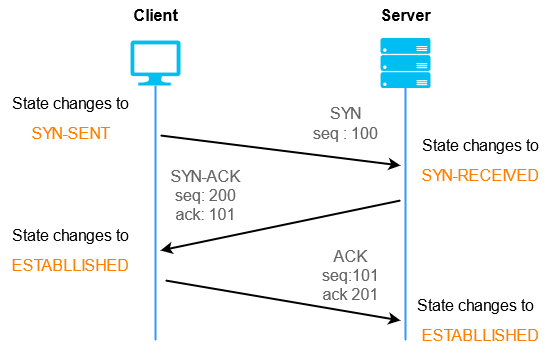 Client
Server
State changes to
SYN-SENT
SYN
seq : 100
State changes to
SYN-RECEIVED
SYN-ACK
seq: 200
ack: 101
State changes to
ESTABLLISHED
ACK
seq:101
ack 201
State changes to
ESTABLLISHED